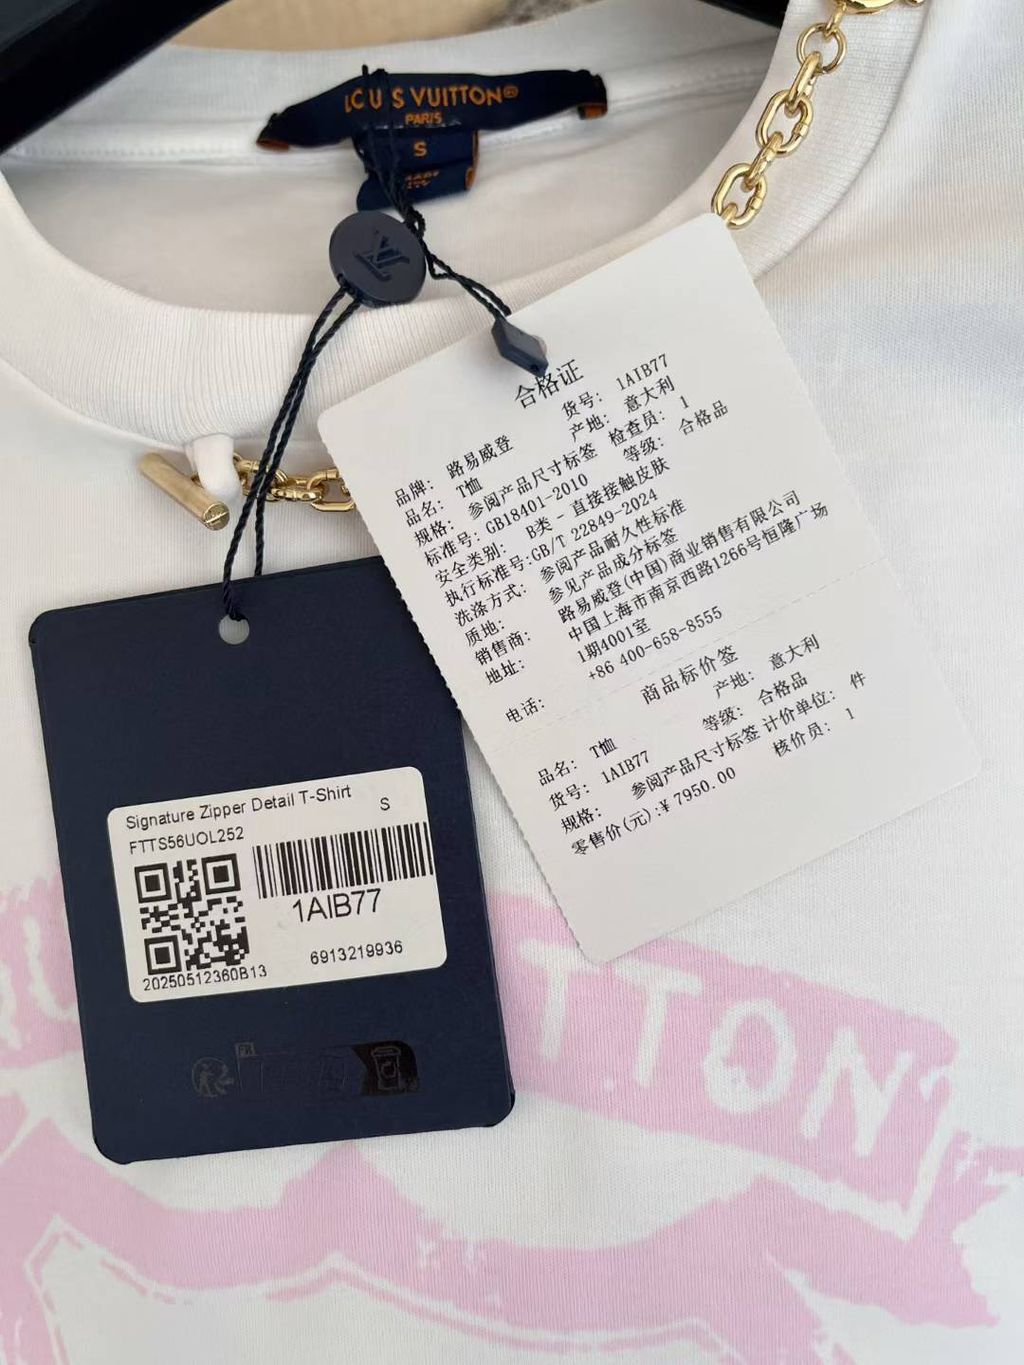 LOUIS VUITTON®
PARIS
S
合格证
货号: 1AIB77
品牌: 路易威登 产地: 意大利
品名: T恤 检查员: 1
规格: 参阅产品尺寸标签 等级: 合格品
标准号: GB18401-2010
安全类别: B类 - 直接接触皮肤
执行标准号: GB/T 22849-2024
洗涤方式: 参阅产品耐久性标准
质地: 参见产品成分标签
销售商: 路易威登(中国)商业销售有限公司
地址: 中国上海市南京西路1266号恒隆广场
1期4001室
电话: +86 400-658-8555
商品标价签
品名: T恤 产地: 意大利
货号: 1AIB77 等级: 合格品
规格: 参阅产品尺寸标签 计价单位: 件
零售价(元):¥ 7950.00 核价员: 1
Signature Zipper Detail T-Shirt S
FTTS56UOL252
1AIB77
20250512360B13 6913219936
FR
TTON